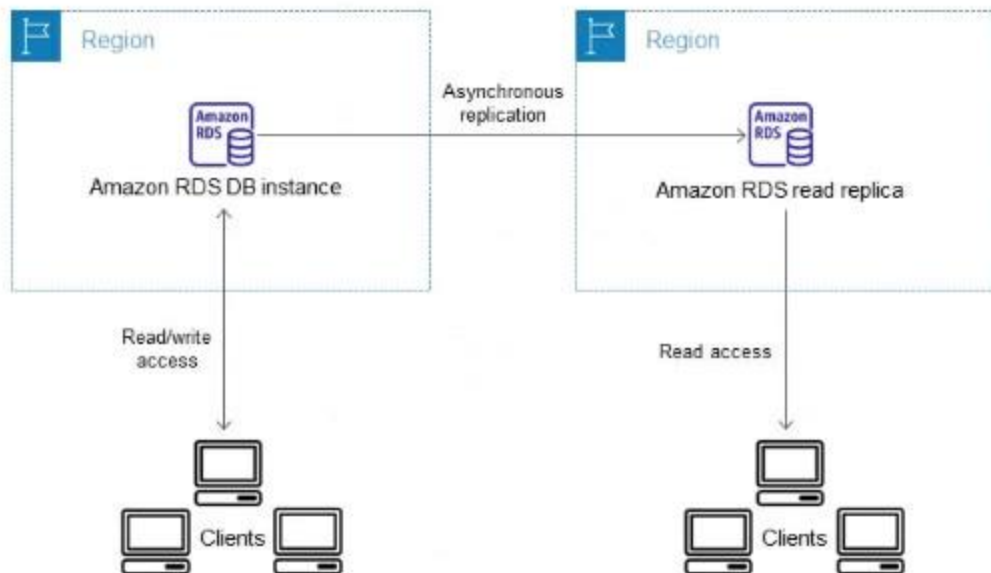 Region
Region
Asynchronous
replication
Amazon
RDS
Amazon
RDS
Amazon RDS DB instance
Amazon RDS read replica
Read/write
access
Read access
Clients
Clients